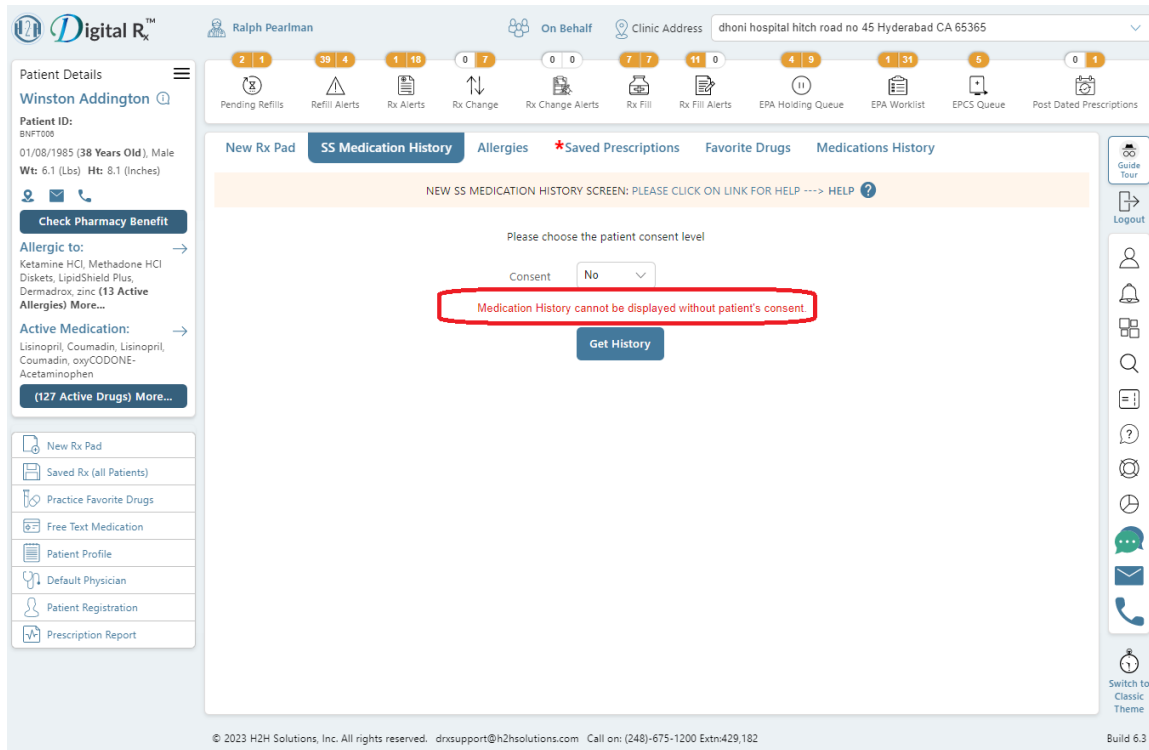 H2H Digital Rx™
Ralph Pearlman
On Behalf
Clinic Address
dhoni hospital hitch road no 45 Hyderabad CA 65365
Patient Details
Winston Addington
Patient ID:
BNFT006
01/08/1985 (38 Years Old), Male
Wt: 6.1 (Lbs) Ht: 8.1 (Inches)
Check Pharmacy Benefit
Allergic to:
Ketamine HCl, Methadone HCl
Diskets, LipidShield Plus,
Dermadrox, zinc (13 Active
Allergies) More...
Active Medication:
Lisinopril, Coumadin, Lisinopril,
Coumadin, oxyCODONE-
Acetaminophen
(127 Active Drugs) More...
New Rx Pad
Saved Rx (all Patients)
Practice Favorite Drugs
Free Text Medication
Patient Profile
Default Physician
Patient Registration
Prescription Report
2 1
Pending Refills
39 4
Refill Alerts
1 18
Rx Alerts
0 7
Rx Change
0 0
Rx Change Alerts
7 7
Rx Fill
11 0
Rx Fill Alerts
4 9
EPA Holding Queue
1 31
EPA Worklist
5
EPCS Queue
0 1
Post Dated Prescriptions
New Rx Pad
SS Medication History
Allergies
*Saved Prescriptions
Favorite Drugs
Medications History
NEW SS MEDICATION HISTORY SCREEN: PLEASE CLICK ON LINK FOR HELP ---> HELP ?
Please choose the patient consent level
Consent No
Medication History cannot be displayed without patient's consent.
Get History
Guide
Tour
Logout
Switch to
Classic
Theme
© 2023 H2H Solutions, Inc. All rights reserved. drxsupport@h2hsolutions.com Call on: (248)-675-1200 Extn:429,182
Build 6.3